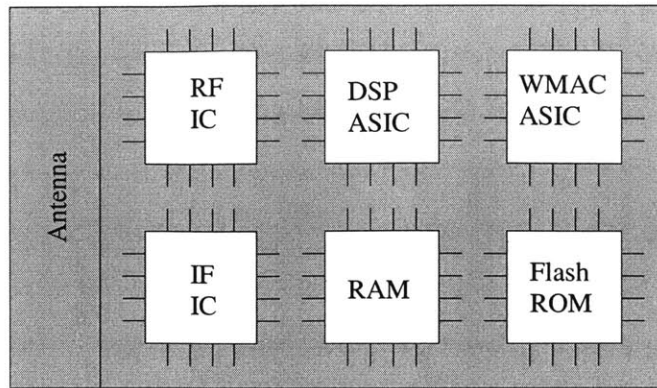 Antenna
RF
IC
DSP
ASIC
WMAC
ASIC
IF
IC
RAM
Flash
ROM